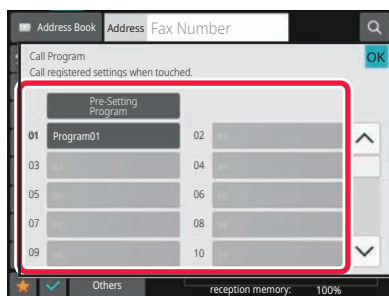 Address Book Address Fax Number
Call Program
Call registered settings when touched.
OK
Pre-Setting
Program
01 Program01 02
03 04
05 06
07 08
09 10
Others reception memory: 100%